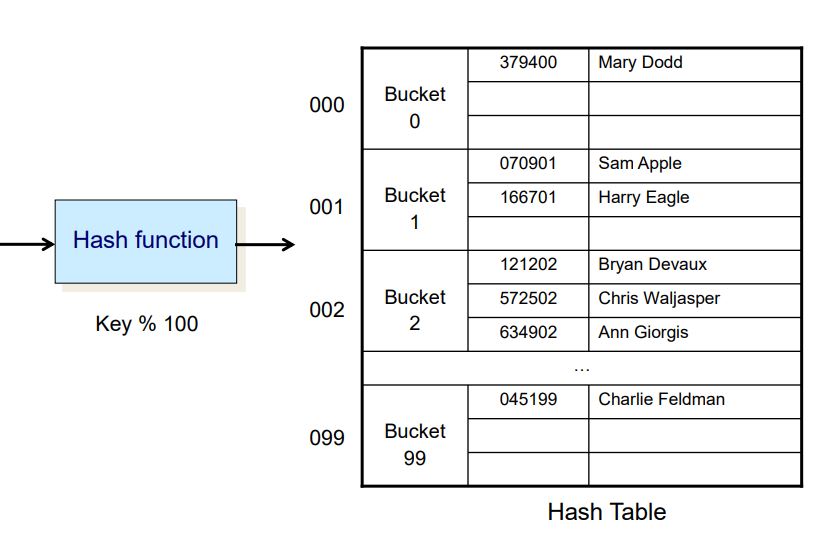 Hash function
Key % 100
000
Bucket
0
379400 Mary Dodd
001
Bucket
1
070901 Sam Apple
166701 Harry Eagle
002
Bucket
2
121202 Bryan Devaux
572502 Chris Waljasper
634902 Ann Giorgis
...
099
Bucket
99
045199 Charlie Feldman
Hash Table